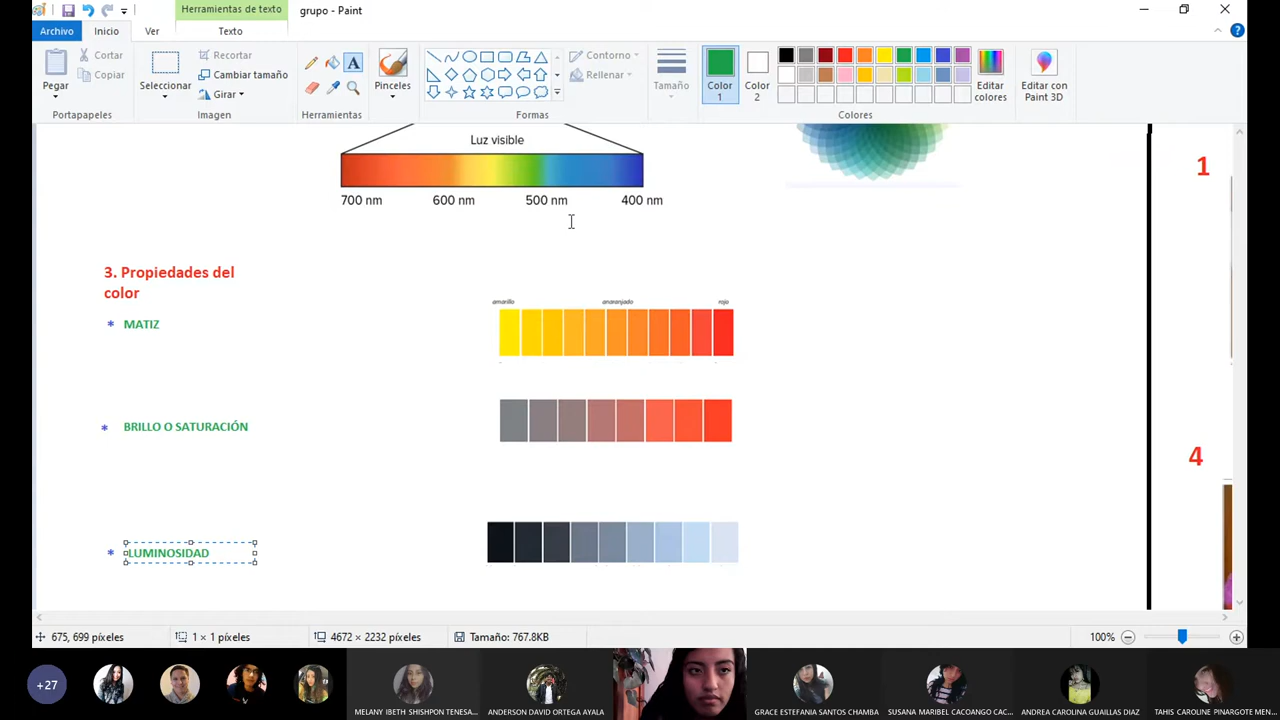 Herramientas de texto
grupo - Paint
Archivo
Inicio
Ver
Texto
Pegar
Cortar
Copiar
Portapapeles
Seleccionar
Recortar
Cambiar tamaño
Girar
Imagen
A
Herramientas
Pinceles
Contorno
Rellenar
Formas
Tamaño
Color 1
Color 2
Editar colores
Editar con Paint 3D
Colores
Luz visible
700 nm 600 nm 500 nm 400 nm
1
3. Propiedades del
color
* MATIZ
amarillo anaranjado rojo
* BRILLO O SATURACIÓN
4
* LUMINOSIDAD
675, 699 píxeles
1 × 1 píxeles
4672 × 2232 píxeles
Tamaño: 767.8KB
100%
+27
MELANY IBETH SHISHPON TENESA...
ANDERSON DAVID ORTEGA AYALA
GRACE ESTEFANIA SANTOS CHAMBA
SUSANA MARIBEL CACOANGO CAC...
ANDREA CAROLINA GUAILLAS DIAZ
TAHIS CAROLINE PINARGOTE MEN...